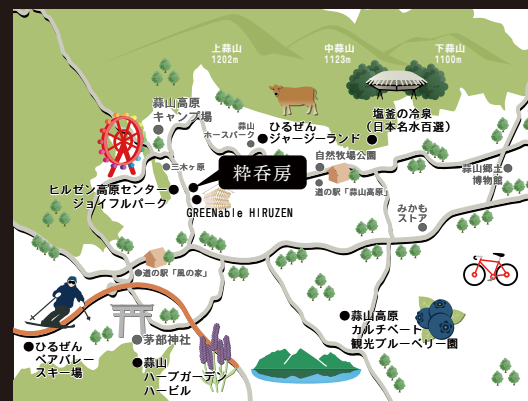 上蒜山
1202m
中蒜山
1123m
下蒜山
1100m
蒜山高原
キャンプ場
蒜山
ホースパーク
ひるぜん
ジャージーランド
塩釜の冷泉
（日本名水百選）
三木ヶ原
自然牧場公園
蒜山郷土
博物館
粋呑房
ヒルゼン高原センター
ジョイフルパーク
道の駅「蒜山高原」
GREENable HIRUZEN
みかも
ストア
道の駅「風の家」
茅部神社
蒜山高原
カルチベート
観光ブルーベリー園
ひるぜん
ベアバレー
スキー場
蒜山
ハーブガーデン
ハービル